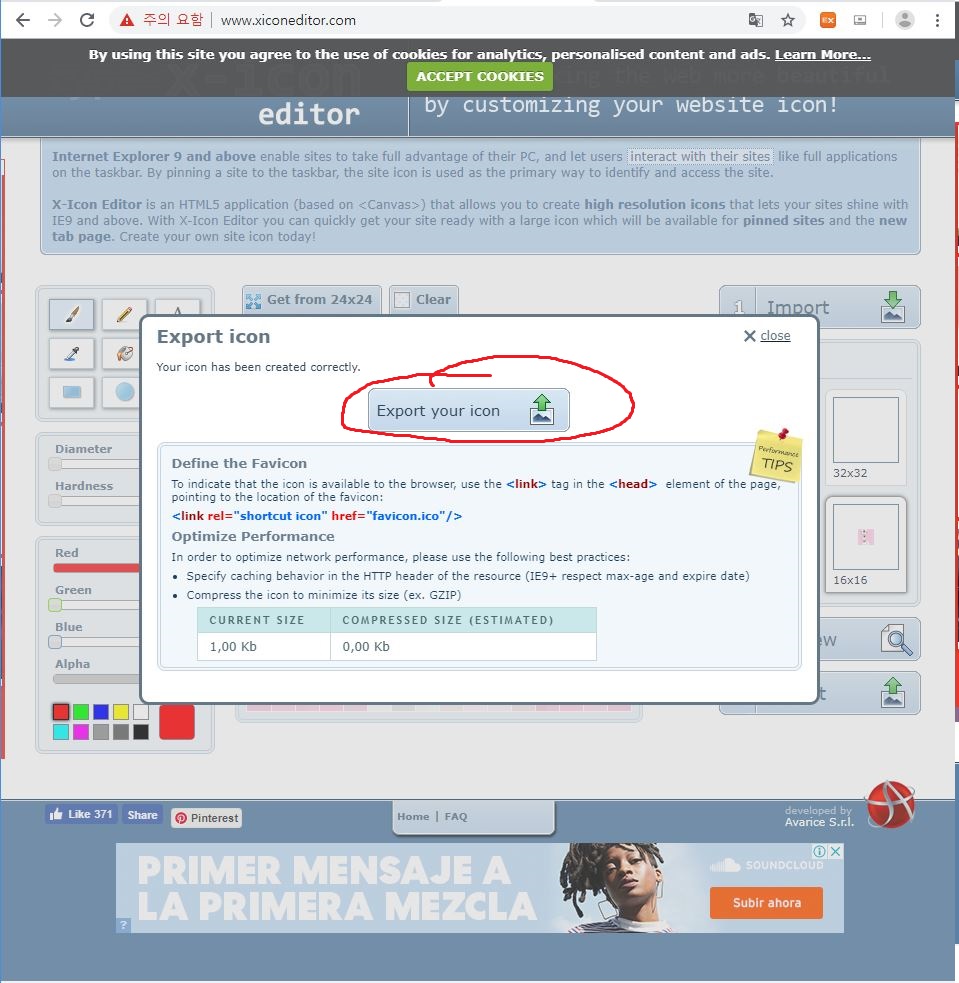 주의 요함 | www.xiconeditor.com
Ex
By using this site you agree to the use of cookies for analytics, personalised content and ads. Learn More...
ACCEPT COOKIES
X-icon
editor
making the Web more beautiful
by customizing your website icon!
Internet Explorer 9 and above enable sites to take full advantage of their PC, and let users interact with their sites like full applications
on the taskbar. By pinning a site to the taskbar, the site icon is used as the primary way to identify and access the site.
X-Icon Editor is an HTML5 application (based on <Canvas>) that allows you to create high resolution icons that lets your sites shine with
IE9 and above. With X-Icon Editor you can quickly get your site ready with a large icon which will be available for pinned sites and the new
tab page. Create your own site icon today!
Get from 24x24
Clear
1 Import
Export icon
close
Your icon has been created correctly.
Export your icon
Performance
TIPS
Define the Favicon
To indicate that the icon is available to the browser, use the <link> tag in the <head> element of the page,
pointing to the location of the favicon:
<link rel="shortcut icon" href="favicon.ico"/>
Optimize Performance
In order to optimize network performance, please use the following best practices:
Specify caching behavior in the HTTP header of the resource (IE9+ respect max-age and expire date)
Compress the icon to minimize its size (ex. GZIP)
CURRENT SIZE COMPRESSED SIZE (ESTIMATED)
1,00 Kb 0,00 Kb
Diameter
Hardness
Red
Green
Blue
Alpha
32x32
16x16
Like 371
Share
Pinterest
Home | FAQ
developed by
Avarice S.r.l.
PRIMER MENSAJE A
LA PRIMERA MEZCLA
SOUNDCLOUD
Subir ahora
?